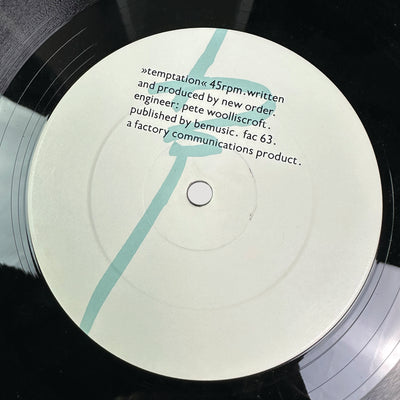 »temptation« 45rpm.written
and produced by new order.
engineer: pete woolliscroft.
published by bemusic. fac 63.
a factory communications product.